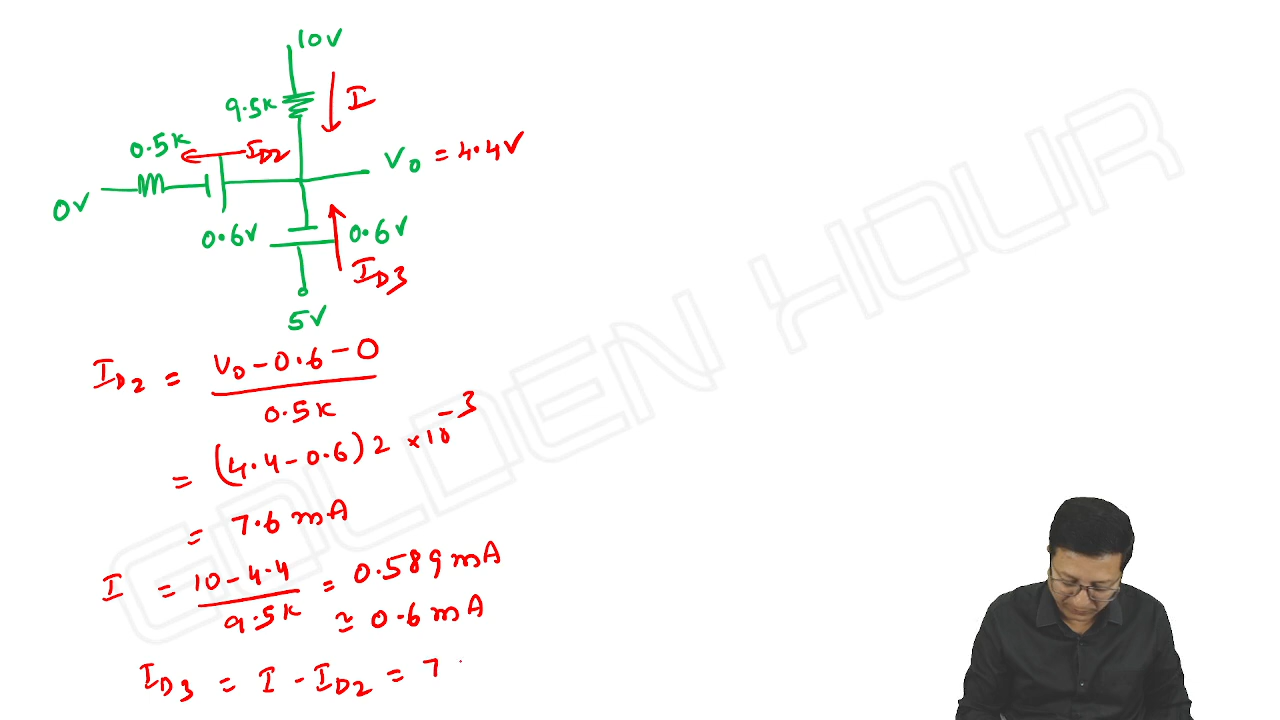 10V
9.5K
I
0.5K
ID2
V0 = 4.4V
0V
0.6V
0.6V
ID3
5V
ID2 = V0 - 0.6 - 0 / 0.5K
= (4.4 - 0.6) 2 × 10^-3
= 7.6 mA
I = 10 - 4.4 / 9.5K = 0.589 mA
≃ 0.6 mA
ID3 = I - ID2 = 7.
GOLDEN HOUR